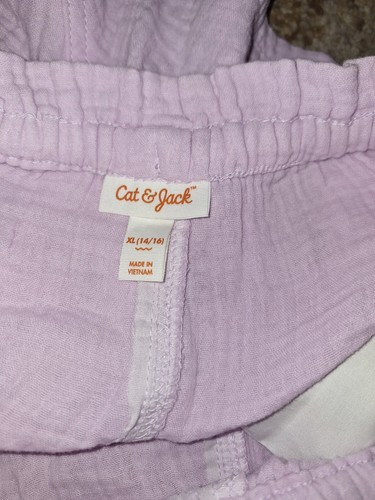 Cat & Jack™
XL (14/16)
MADE IN
VIETNAM